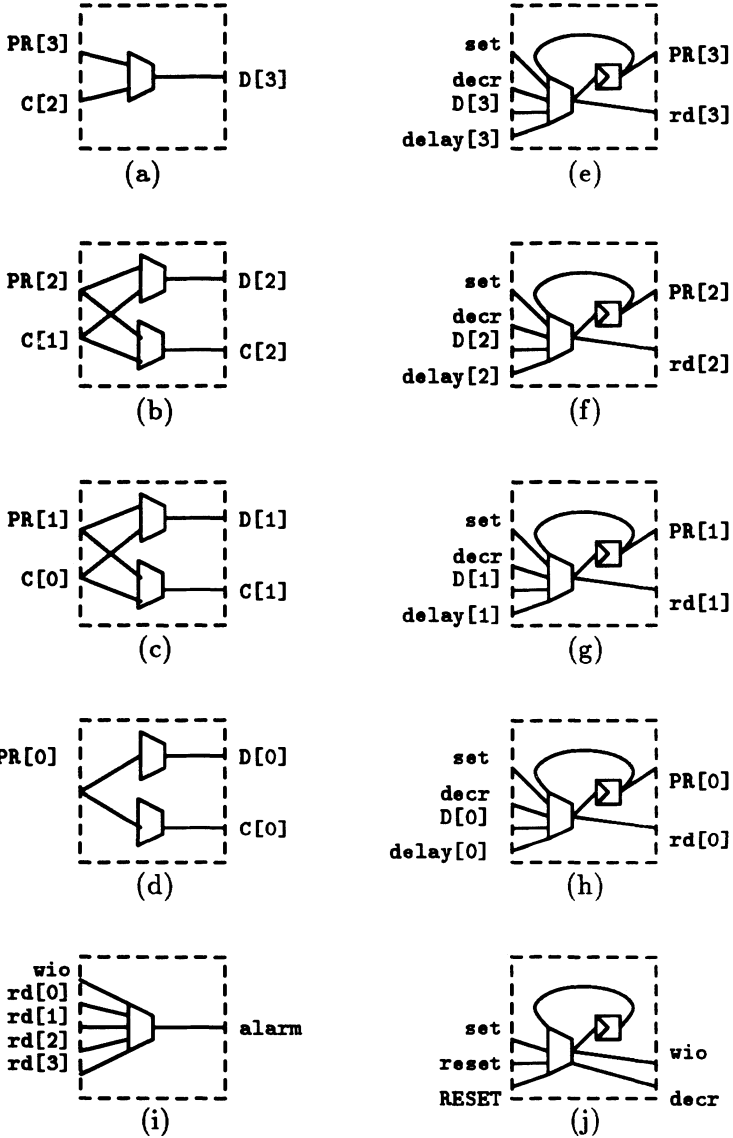 PR[3]
C[2]
D[3]
(a)
set
decr
D[3]
delay[3]
PR[3]
rd[3]
(e)
PR[2]
C[1]
D[2]
C[2]
(b)
set
decr
D[2]
delay[2]
PR[2]
rd[2]
(f)
PR[1]
C[0]
D[1]
C[1]
(c)
set
decr
D[1]
delay[1]
PR[1]
rd[1]
(g)
PR[0]
D[0]
C[0]
(d)
set
decr
D[0]
delay[0]
PR[0]
rd[0]
(h)
wio
rd[0]
rd[1]
rd[2]
rd[3]
alarm
(i)
set
reset
RESET
wio
decr
(j)